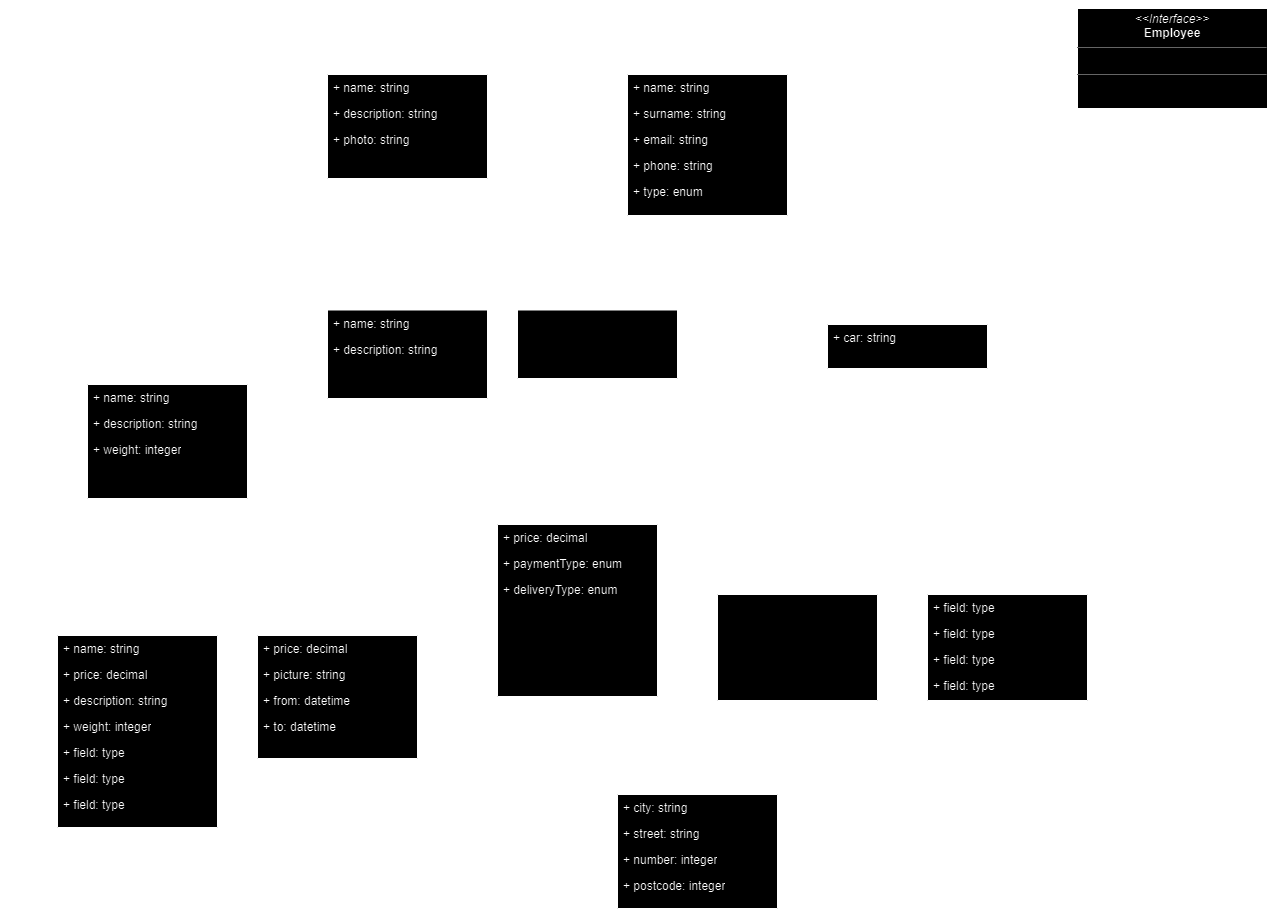 <<Interface>>
Employee
+ name: string
+ description: string
+ photo: string
+ name: string
+ surname: string
+ email: string
+ phone: string
+ type: enum
+ name: string
+ description: string
+ car: string
+ name: string
+ description: string
+ weight: integer
+ price: decimal
+ paymentType: enum
+ deliveryType: enum
+ field: type
+ field: type
+ field: type
+ field: type
+ name: string
+ price: decimal
+ description: string
+ weight: integer
+ field: type
+ field: type
+ field: type
+ price: decimal
+ picture: string
+ from: datetime
+ to: datetime
+ city: string
+ street: string
+ number: integer
+ postcode: integer